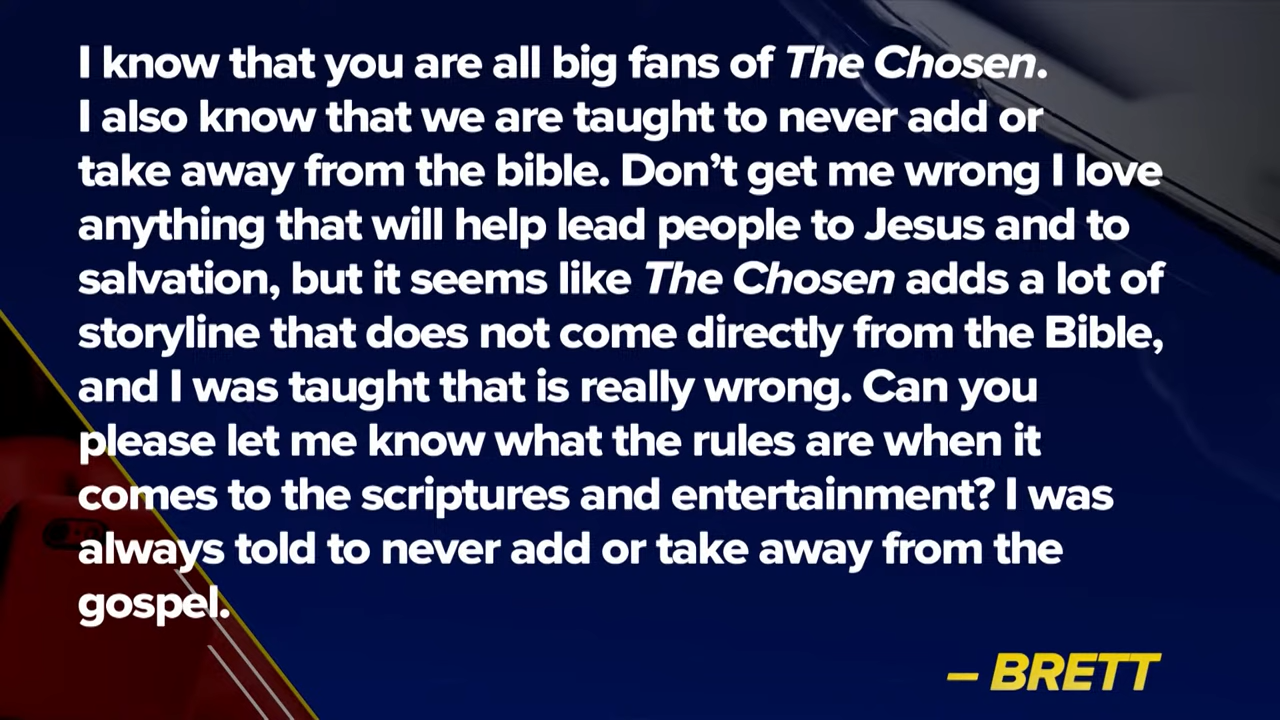 I know that you are all big fans of The Chosen.
I also know that we are taught to never add or
take away from the bible. Don’t get me wrong I love
anything that will help lead people to Jesus and to
salvation, but it seems like The Chosen adds a lot of
storyline that does not come directly from the Bible,
and I was taught that is really wrong. Can you
please let me know what the rules are when it
comes to the scriptures and entertainment? I was
always told to never add or take away from the
gospel.
– BRETT